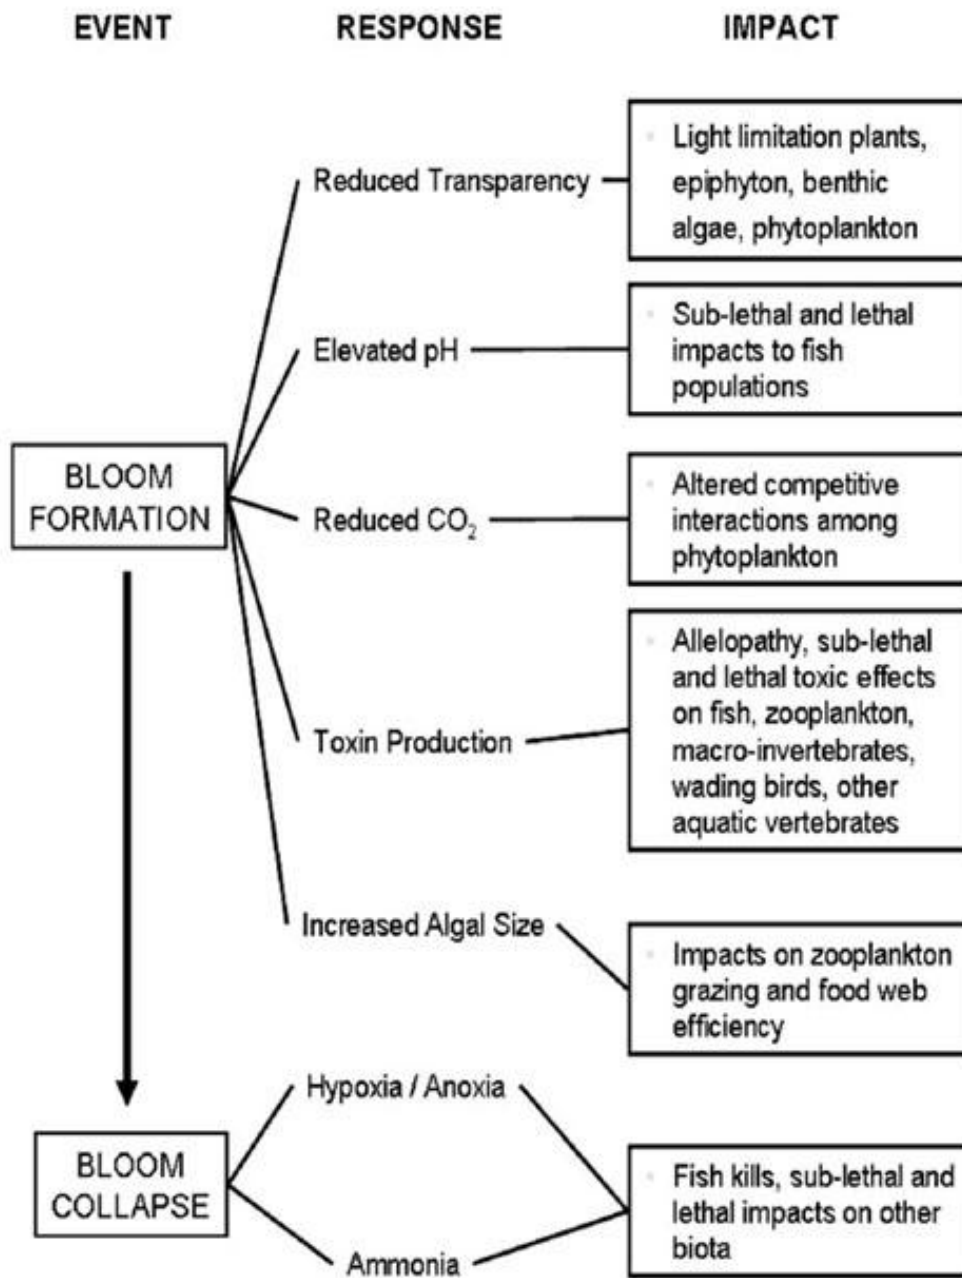 EVENT RESPONSE IMPACT
Reduced Transparency
Light limitation plants,
epiphyton, benthic
algae, phytoplankton
Elevated pH
Sub-lethal and lethal
impacts to fish
populations
BLOOM
FORMATION
Reduced CO₂
Altered competitive
interactions among
phytoplankton
Toxin Production
Allelopathy, sub-lethal
and lethal toxic effects
on fish, zooplankton,
macro-invertebrates,
wading birds, other
aquatic vertebrates
Increased Algal Size
Impacts on zooplankton
grazing and food web
efficiency
BLOOM
COLLAPSE
Hypoxia / Anoxia
Ammonia
Fish kills, sub-lethal and
lethal impacts on other
biota